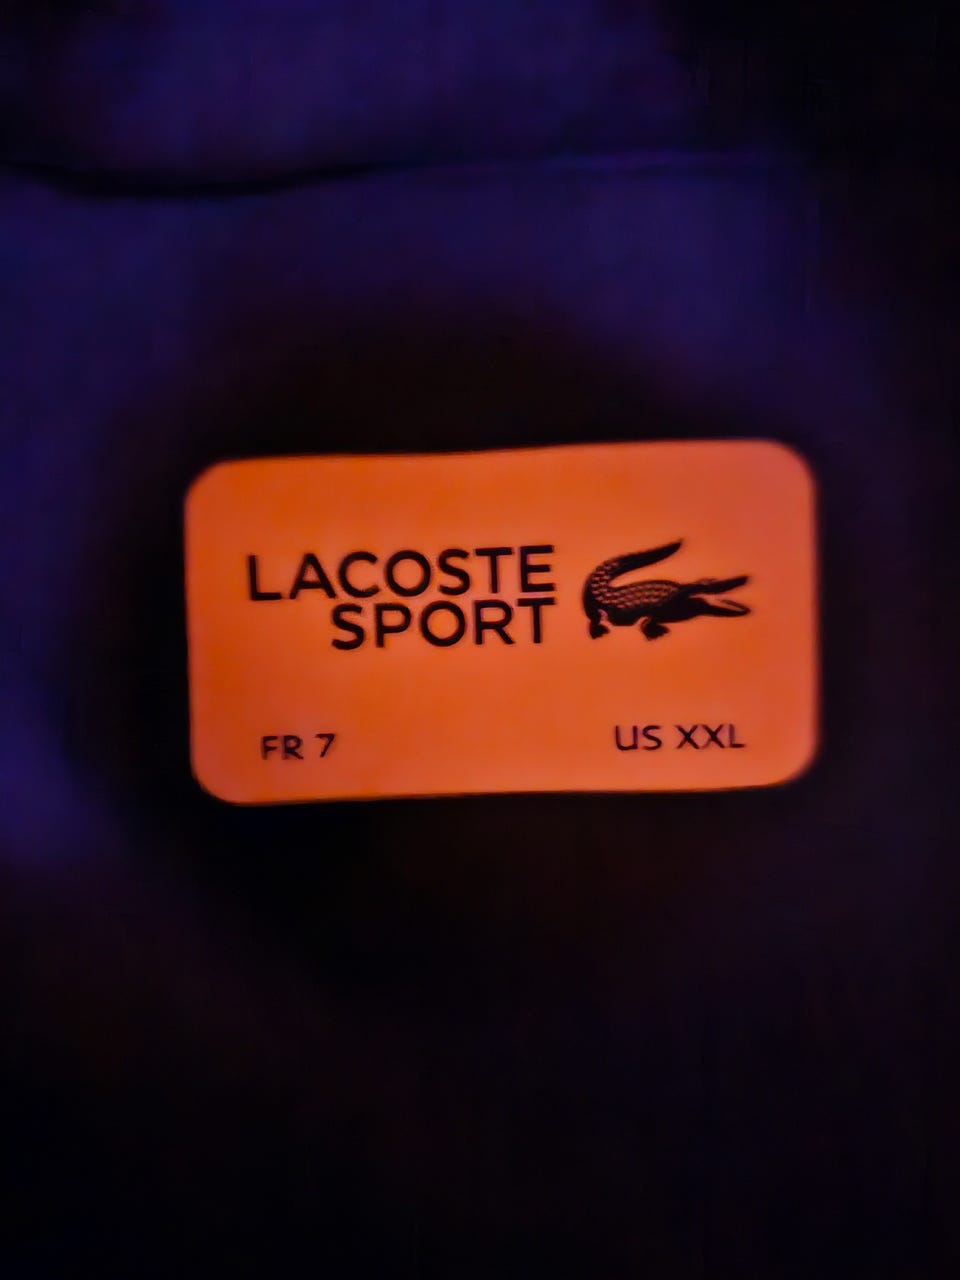 LACOSTE
SPORT
FR 7
US XXL